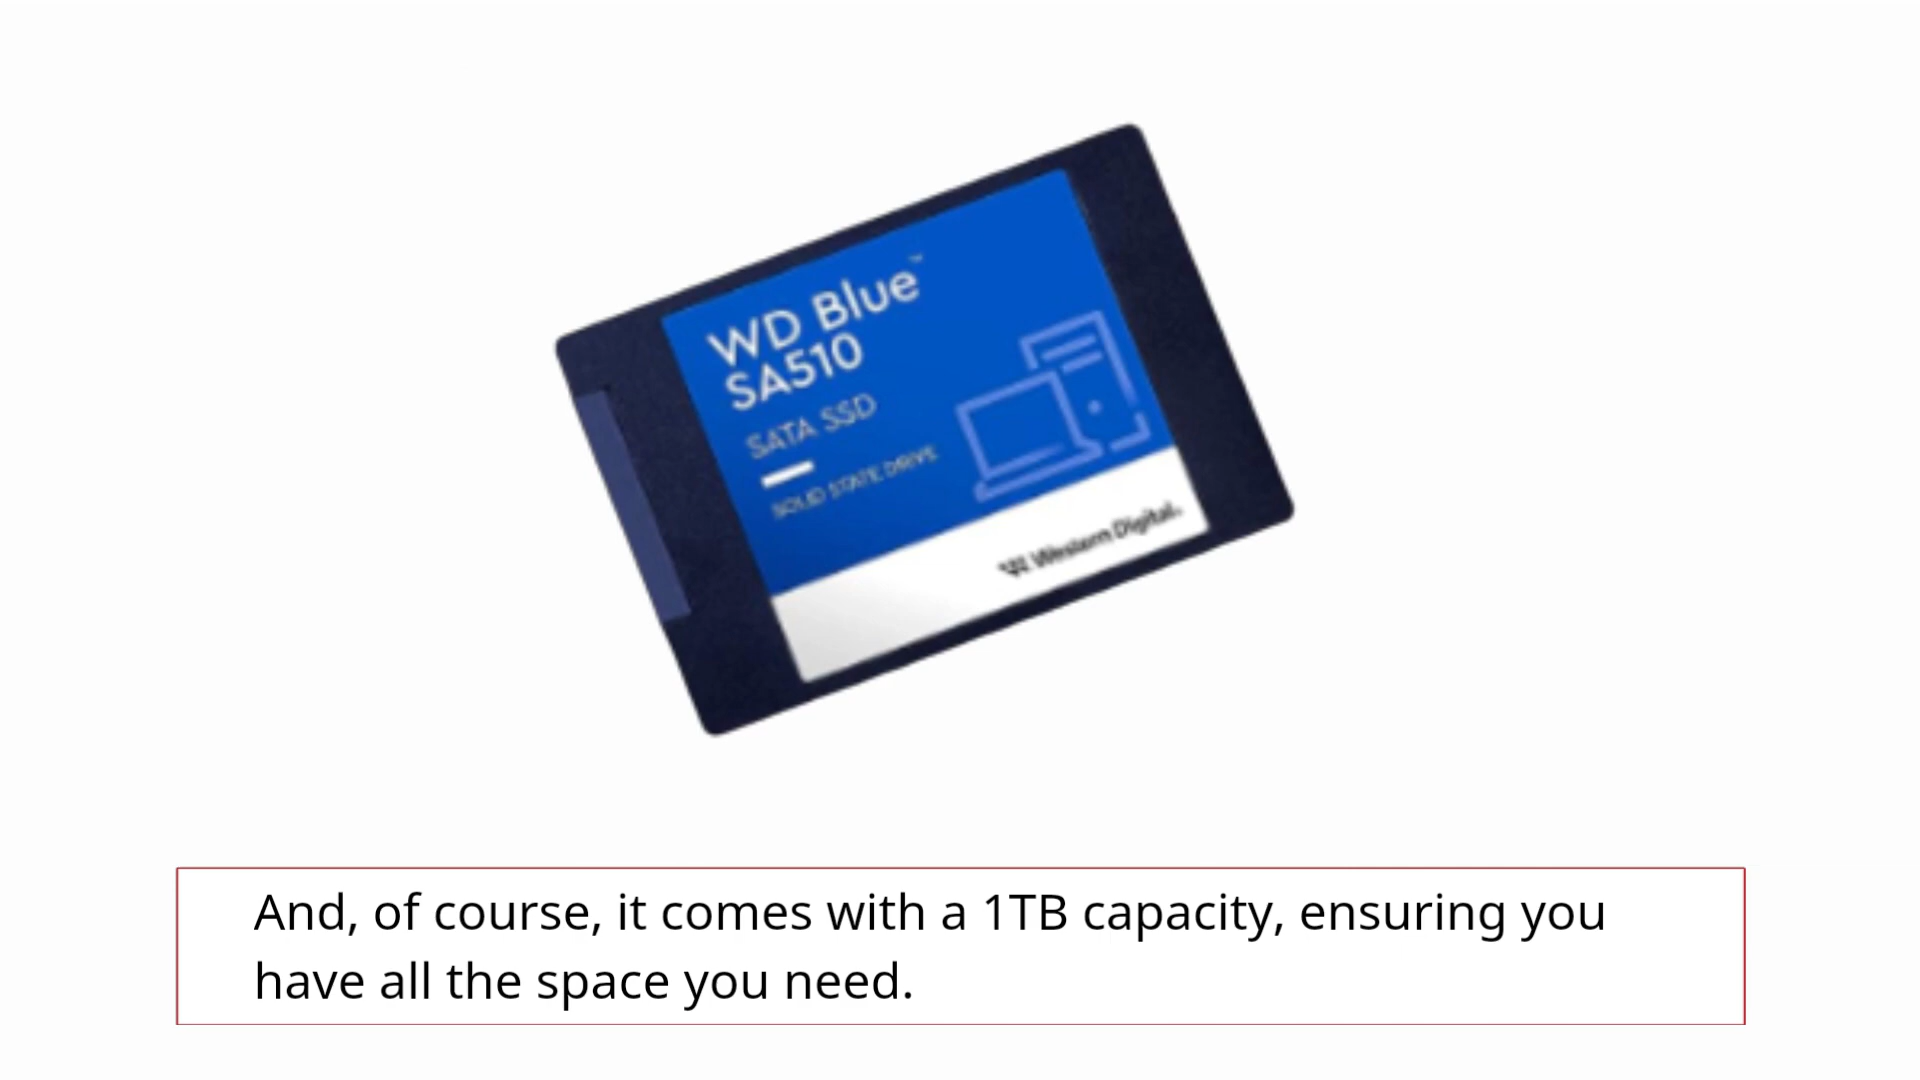 WD Blue™
SA510
SATA SSD
SOLID STATE DRIVE
Western Digital.
And, of course, it comes with a 1TB capacity, ensuring you
have all the space you need.